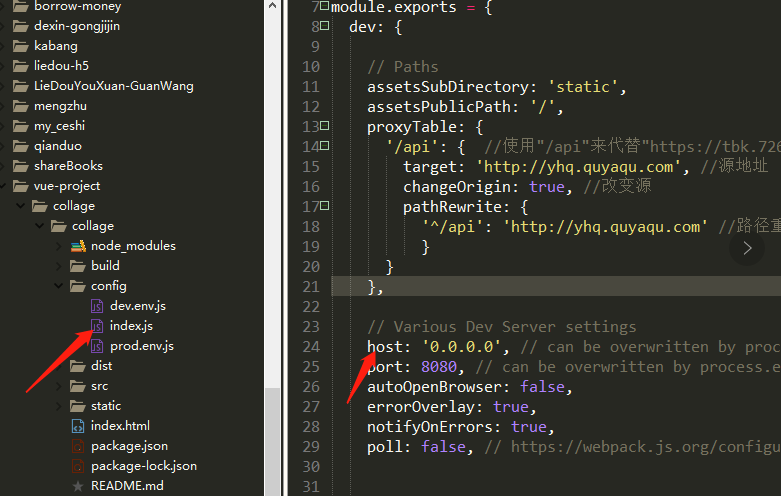 borrow-money
dexin-gongjijin
kabang
liedou-h5
LieDouYouXuan-GuanWang
mengzhu
my_ceshi
qianduo
shareBooks
vue-project
collage
collage
node_modules
build
config
dev.env.js
index.js
prod.env.js
dist
src
static
index.html
package.json
package-lock.json
README.md
7 module.exports = {
8 dev: {
9
10 // Paths
11 assetsSubDirectory: 'static',
12 assetsPublicPath: '/',
13 proxyTable: {
14 '/api': { //使用"/api"来代替"https://tbk.726
15 target: 'http://yhq.quyaqu.com', //源地址
16 changeOrigin: true, //改变源
17 pathRewrite: {
18 '^/api': 'http://yhq.quyaqu.com' //路径重
19 }
20 }
21 },
22
23 // Various Dev Server settings
24 host: '0.0.0.0', // can be overwritten by proc
25 port: 8080, // can be overwritten by process.e
26 autoOpenBrowser: false,
27 errorOverlay: true,
28 notifyOnErrors: true,
29 poll: false, // https://webpack.js.org/configu
30
31